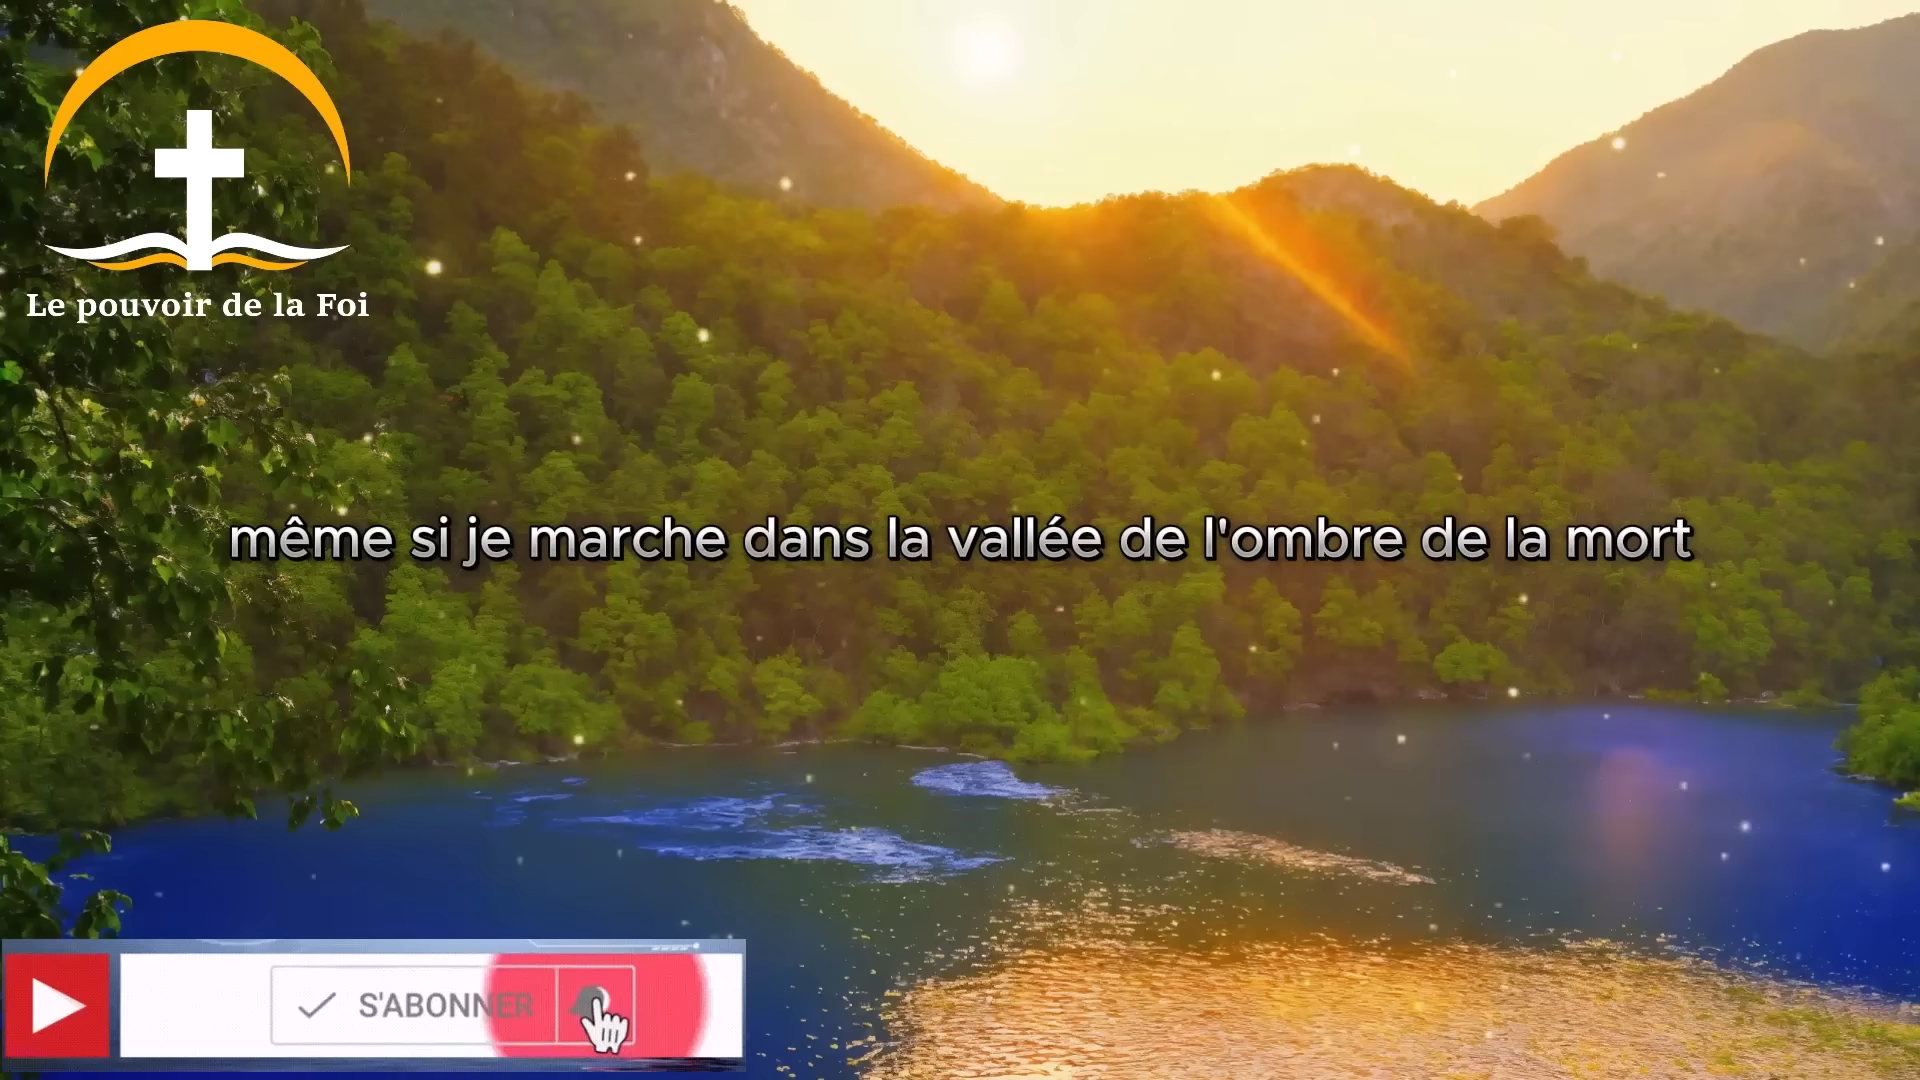 Le pouvoir de la Foi
même si je marche dans la vallée de l'ombre de la mort
S'ABONNER